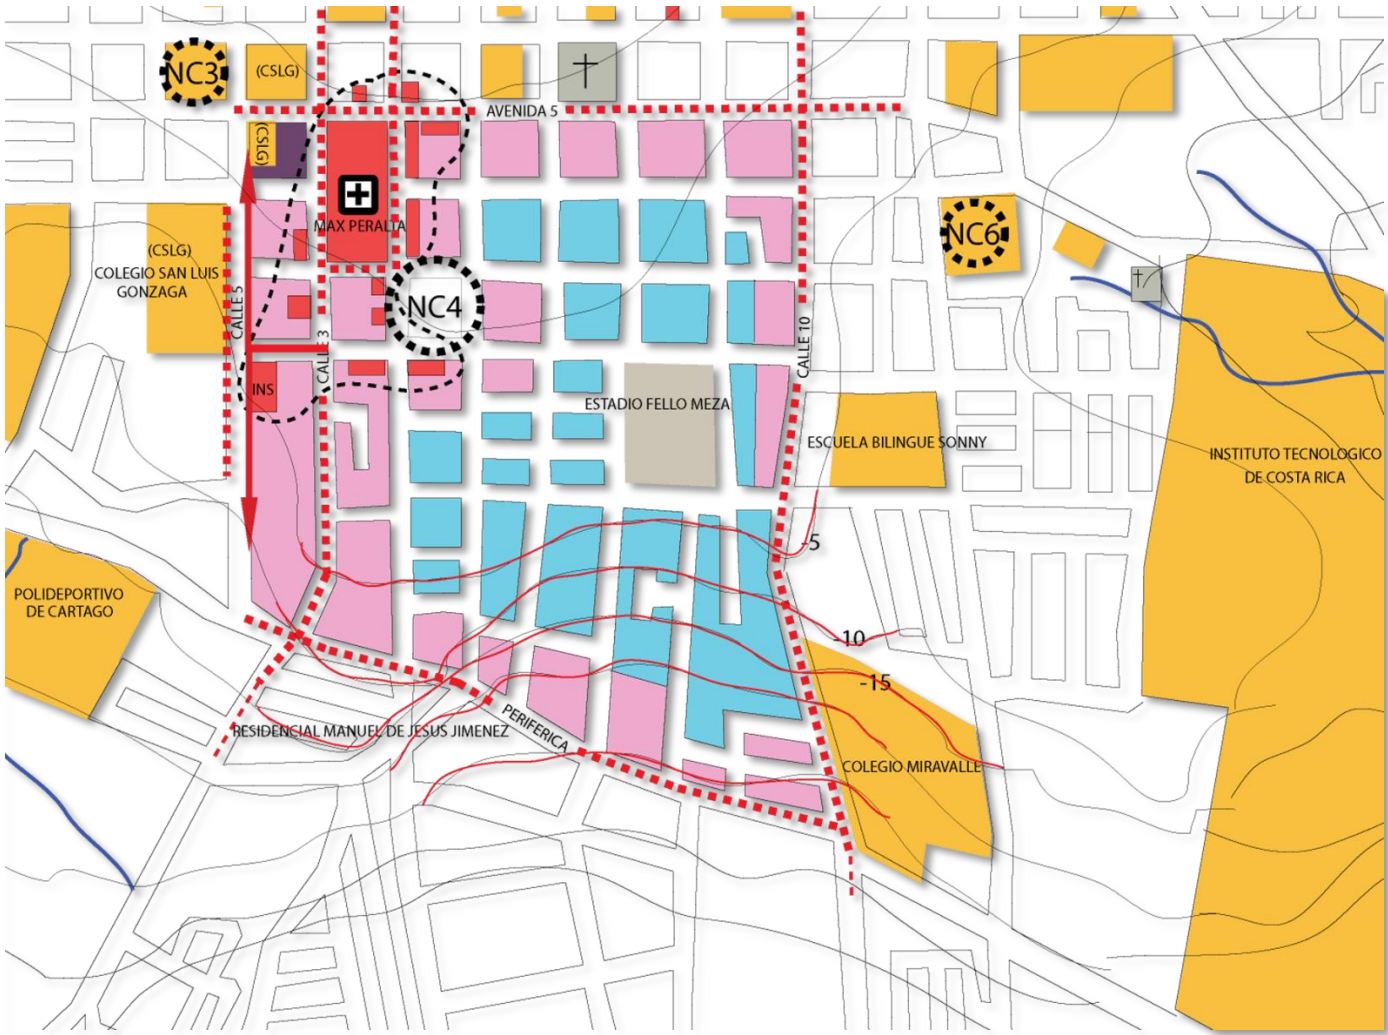 NC3
(CSLG)
AVENIDA 5
(CSLG)
MAX PERALTA
NC6
(CSLG)
COLEGIO SAN LUIS
GONZAGA
CALLE 5
NC4
CALLE 3
CALLE 10
INS
ESTADIO FELLO MEZA
ESCUELA BILINGUE SONNY
INSTITUTO TECNOLOGICO
DE COSTA RICA
-5
POLIDEPORTIVO
DE CARTAGO
-10
-15
RESIDENCIAL MANUEL DE JESUS JIMENEZ
PERIFERICA
COLEGIO MIRAVALLE